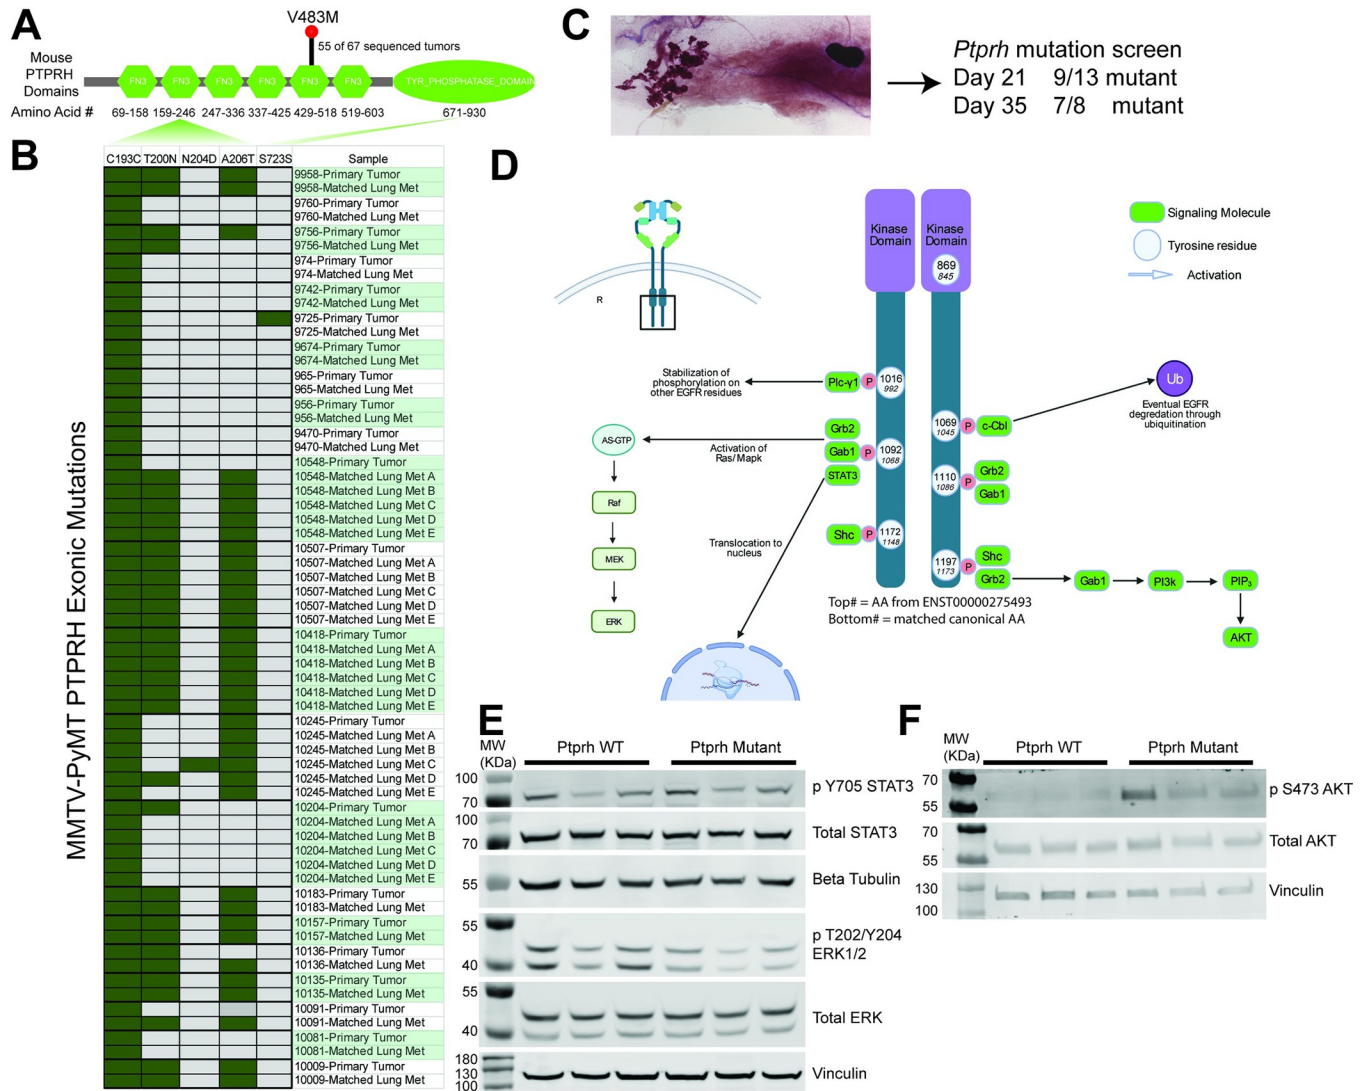 A
V483M
55 of 67 sequenced tumors
Mouse
PTPRH
Domains
FN3 FN3 FN3 FN3 FN3 FN3 TYR_PHOSPHATASE_DOMAIN
Amino Acid # 69-158 159-246 247-336 337-425 429-518 519-603 671-930
B
MMTV-PyMT PTPRH Exonic Mutations
C193C T200N N204D A206T S723S Sample
9958-Primary Tumor
9958-Matched Lung Met
9760-Primary Tumor
9760-Matched Lung Met
9756-Primary Tumor
9756-Matched Lung Met
974-Primary Tumor
974-Matched Lung Met
9742-Primary Tumor
9742-Matched Lung Met
9725-Primary Tumor
9725-Matched Lung Met
9674-Primary Tumor
9674-Matched Lung Met
965-Primary Tumor
965-Matched Lung Met
956-Primary Tumor
956-Matched Lung Met
9470-Primary Tumor
9470-Matched Lung Met
10548-Primary Tumor
10548-Matched Lung Met A
10548-Matched Lung Met B
10548-Matched Lung Met C
10548-Matched Lung Met D
10548-Matched Lung Met E
10507-Primary Tumor
10507-Matched Lung Met A
10507-Matched Lung Met B
10507-Matched Lung Met C
10507-Matched Lung Met D
10507-Matched Lung Met E
10418-Primary Tumor
10418-Matched Lung Met A
10418-Matched Lung Met B
10418-Matched Lung Met C
10418-Matched Lung Met D
10418-Matched Lung Met E
10245-Primary Tumor
10245-Matched Lung Met A
10245-Matched Lung Met B
10245-Matched Lung Met C
10245-Matched Lung Met D
10245-Matched Lung Met E
10204-Primary Tumor
10204-Matched Lung Met A
10204-Matched Lung Met B
10204-Matched Lung Met C
10204-Matched Lung Met D
10204-Matched Lung Met E
10183-Primary Tumor
10183-Matched Lung Met
10157-Primary Tumor
10157-Matched Lung Met
10136-Primary Tumor
10136-Matched Lung Met
10135-Primary Tumor
10135-Matched Lung Met
10091-Primary Tumor
10091-Matched Lung Met
10081-Primary Tumor
10081-Matched Lung Met
10009-Primary Tumor
10009-Matched Lung Met
C
Ptprh mutation screen
Day 21 9/13 mutant
Day 35 7/8 mutant
D
R
Kinase
Domain
Kinase
Domain
869
845
Signaling Molecule
Tyrosine residue
Activation
Stabilization of
phosphorylation on
other EGFR residues
Plc-γ1 P 1016
992
Grb2
Gab1 P 1092
1068
STAT3
Activation of
Ras/Mapk
AS-GTP
Raf
MEK
ERK
Translocation to
nucleus
Shc P 1172
1148
1069
1045
P c-Cbl
Ub
Eventual EGFR
degredation through
ubiquitination
1110
1086
P Grb2
Gab1
1197
1173
P Shc
Grb2 Gab1 PI3k PIP3
AKT
Top# = AA from ENST00000275493
Bottom# = matched canonical AA
E
MW
(KDa)
Ptprh WT Ptprh Mutant
100
70
p Y705 STAT3
100
70
Total STAT3
55
Beta Tubulin
55
40
p T202/Y204
ERK1/2
55
40
Total ERK
180
130
100
Vinculin
F
MW
(KDa)
Ptprh WT Ptprh Mutant
70
55
p S473 AKT
70
55
Total AKT
130
100
Vinculin